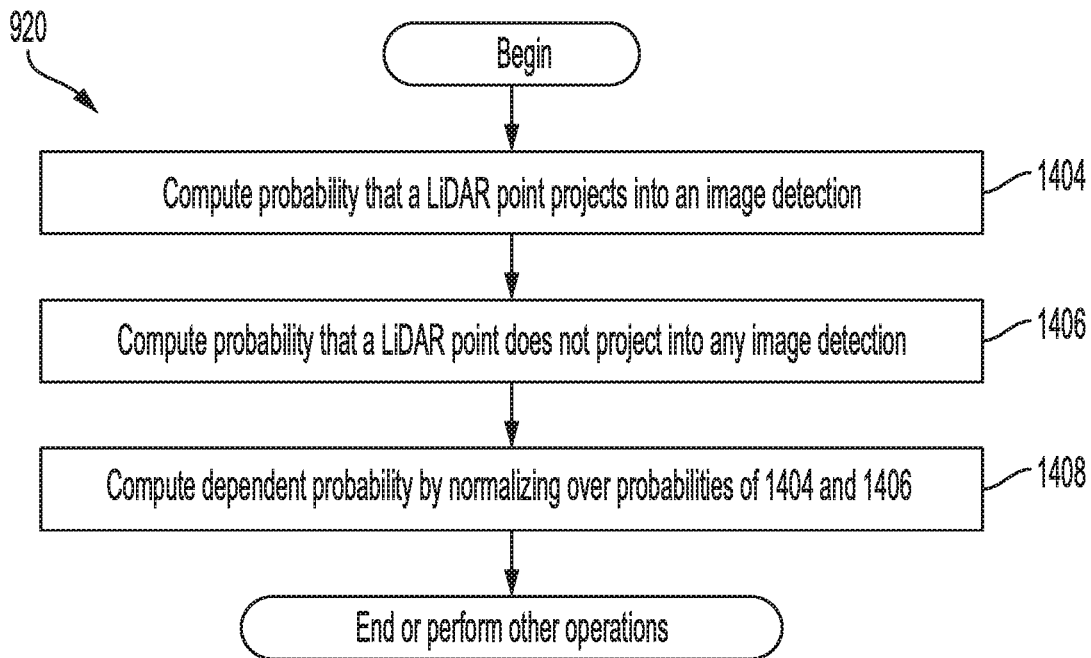 920
Begin
Compute probability that a LiDAR point projects into an image detection
1404
Compute probability that a LiDAR point does not project into any image detection
1406
Compute dependent probability by normalizing over probabilities of 1404 and 1406
1408
End or perform other operations